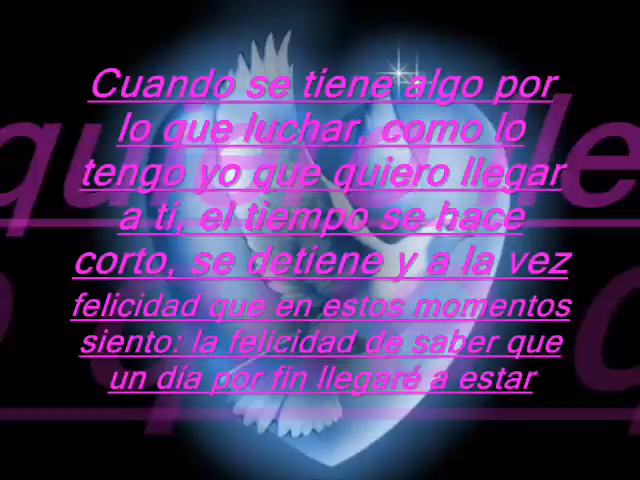 Cuando se tiene algo por
lo que luchar, como lo
tengo yo que quiero llegar
a ti, el tiempo se hace
corto, se detiene y a la vez
felicidad que en estos momentos
siento: la felicidad de saber que
un día por fin llegaré a estar